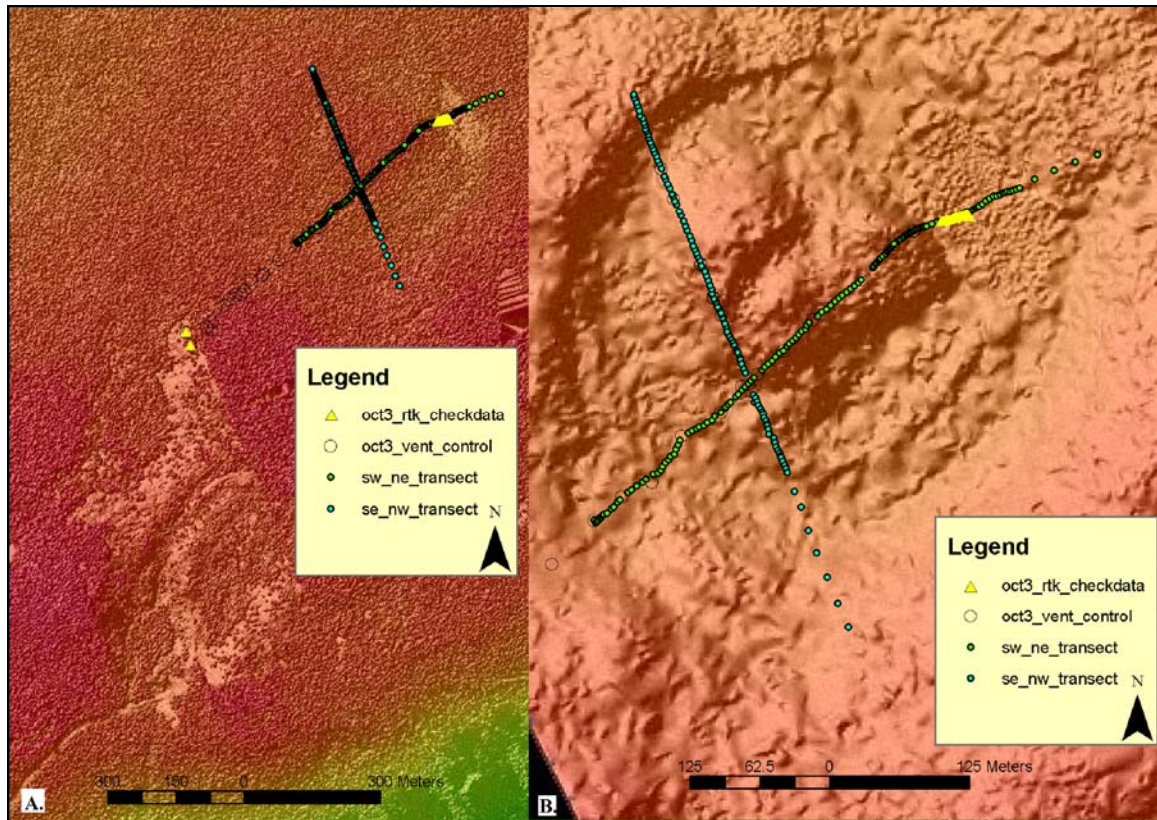 Legend
oct3_rtk_checkdata
oct3_vent_control
sw_ne_transect
se_nw_transect
N
300 150 0 300 Meters
A.
Legend
oct3_rtk_checkdata
oct3_vent_control
sw_ne_transect
se_nw_transect
N
125 62.5 0 125 Meters
B.